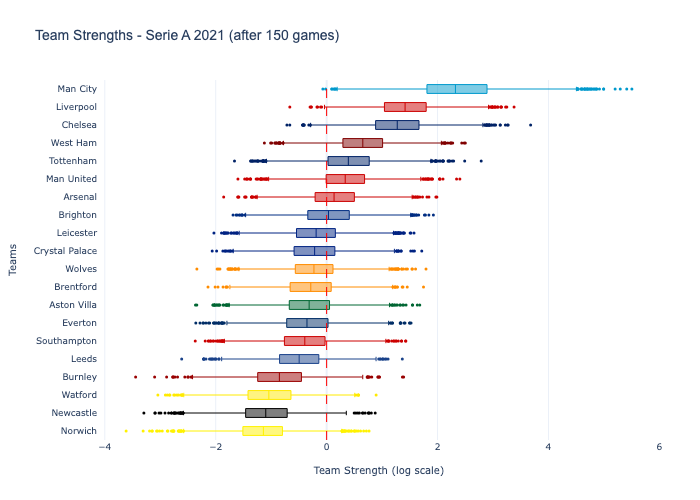 Team Strengths - Serie A 2021 (after 150 games)
Man City
Liverpool
Chelsea
West Ham
Tottenham
Man United
Arsenal
Brighton
Leicester
Crystal Palace
Wolves
Brentford
Aston Villa
Everton
Southampton
Leeds
Burnley
Watford
Newcastle
Norwich
Teams
−4 −2 0 2 4 6
Team Strength (log scale)